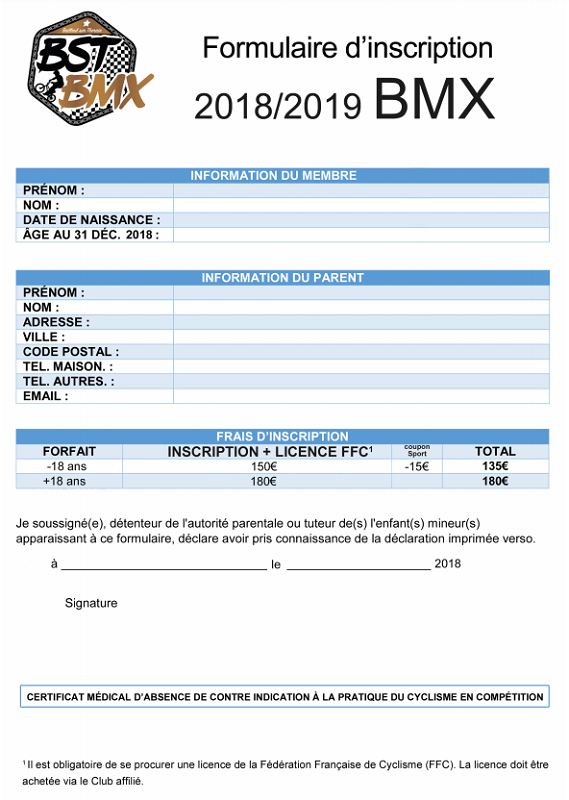 BST
BMX
Formulaire d'inscription
2018/2019 BMX
INFORMATION DU MEMBRE
PRÉNOM :
NOM :
DATE DE NAISSANCE :
ÂGE AU 31 DÉC. 2018 :
INFORMATION DU PARENT
PRÉNOM :
NOM :
ADRESSE :
VILLE :
CODE POSTAL :
TEL. MAISON. :
TEL. AUTRES. :
EMAIL :
FRAIS D'INSCRIPTION
FORFAIT INSCRIPTION + LICENCE FFC¹ coupon Sport TOTAL
-18 ans 150€ -15€ 135€
+18 ans 180€ 180€
Je soussigné(e), détenteur de l'autorité parentale ou tuteur de(s) l'enfant(s) mineur(s)
apparaissant à ce formulaire, déclare avoir pris connaissance de la déclaration imprimée verso.
à ______________________ le ______________________ 2018
Signature
CERTIFICAT MÉDICAL D'ABSENCE DE CONTRE INDICATION À LA PRATIQUE DU CYCLISME EN COMPÉTITION
¹ Il est obligatoire de se procurer une licence de la Fédération Française de Cyclisme (FFC). La licence doit être
achetée via le Club affilié.